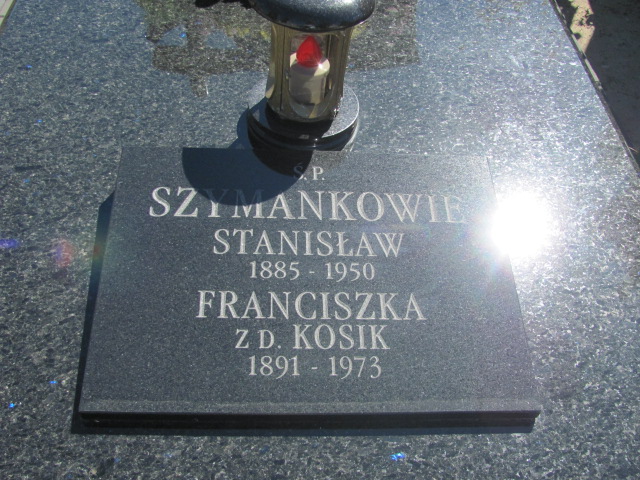 Ś.P.
SZYMANKOWIE
STANISŁAW
1885 - 1950
FRANCISZKA
Z D. KOSIK
1891 - 1973